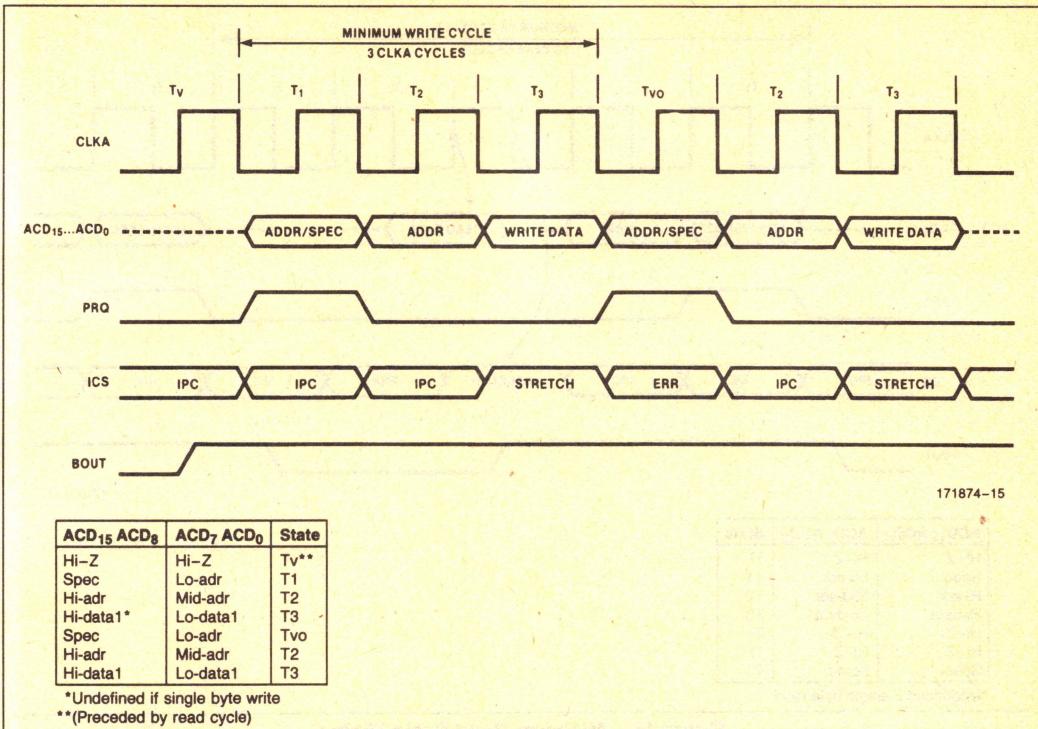 MINIMUM WRITE CYCLE
3 CLKA CYCLES
Tv T1 T2 T3 Tvo T2 T3
CLKA
ACD15...ACD0 ADDR/SPEC ADDR WRITE DATA ADDR/SPEC ADDR WRITE DATA
PRQ
ICS IPC IPC IPC STRETCH ERR IPC STRETCH
BOUT
171874–15
ACD15 ACD8 ACD7 ACD0 State
Hi–Z Hi–Z Tv**
Spec Lo-adr T1
Hi-adr Mid-adr T2
Hi-data1* Lo-data1 T3
Spec Lo-adr Tvo
Hi-adr Mid-adr T2
Hi-data1 Lo-data1 T3
*Undefined if single byte write
**(Preceded by read cycle)